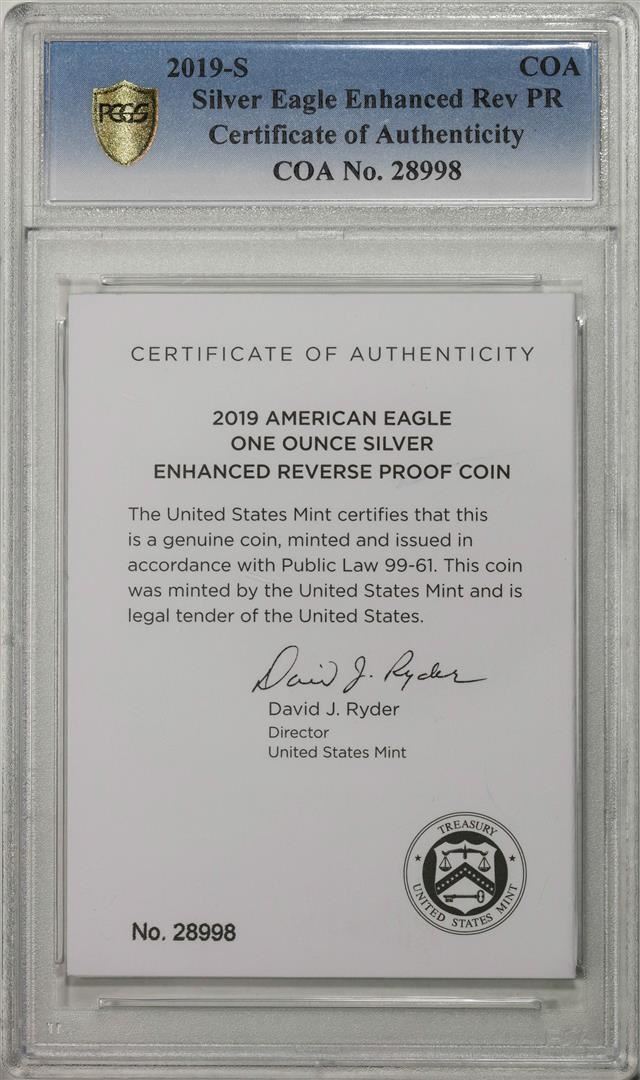 2019-S COA
PCGS
Silver Eagle Enhanced Rev PR
Certificate of Authenticity
COA No. 28998
CERTIFICATE OF AUTHENTICITY
2019 AMERICAN EAGLE
ONE OUNCE SILVER
ENHANCED REVERSE PROOF COIN
The United States Mint certifies that this
is a genuine coin, minted and issued in
accordance with Public Law 99-61. This coin
was minted by the United States Mint and is
legal tender of the United States.
David J. Ryder
David J. Ryder
Director
United States Mint
TREASURY
UNITED STATES MINT
No. 28998